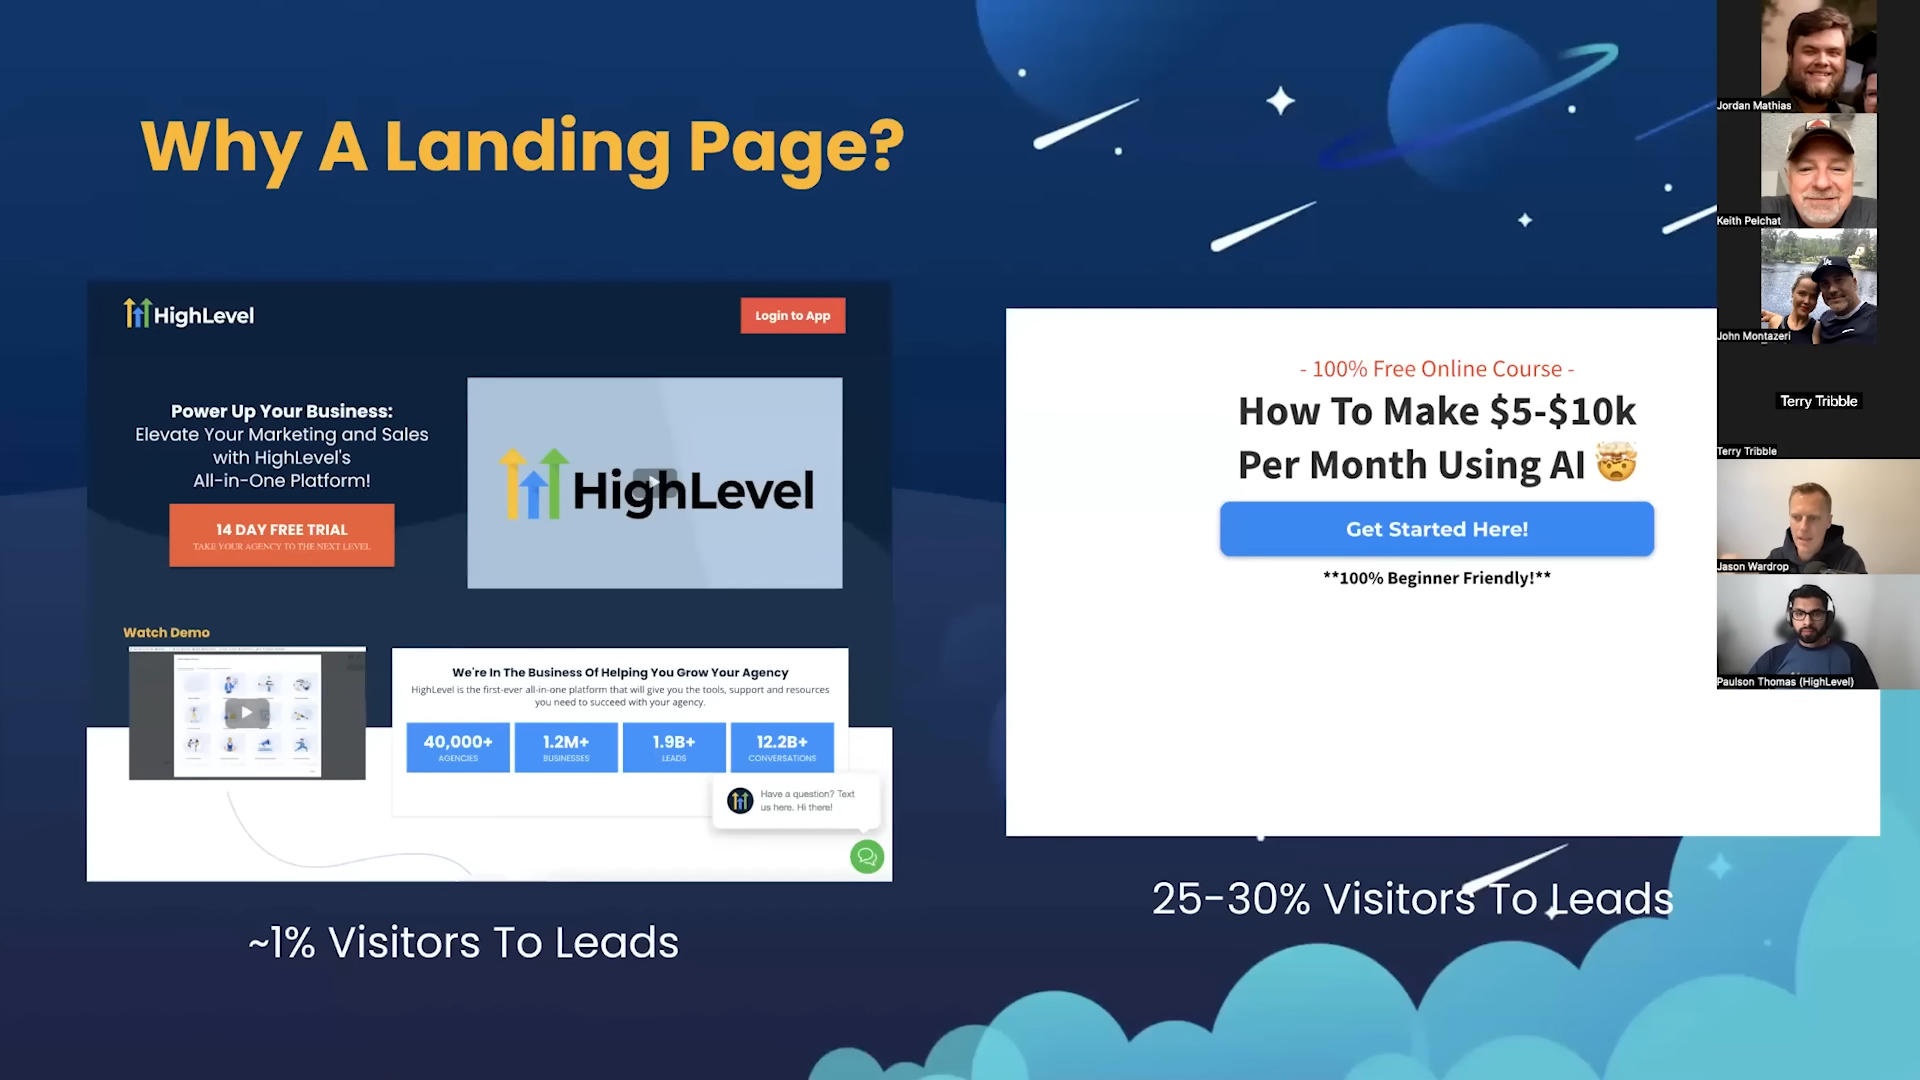 Why A Landing Page?
HighLevel
Login to App
Power Up Your Business:
Elevate Your Marketing and Sales
with HighLevel's
All-in-One Platform!
14 DAY FREE TRIAL
TAKE YOUR AGENCY TO THE NEXT LEVEL
HighLevel
Watch Demo
We're In The Business Of Helping You Grow Your Agency
HighLevel is the first-ever all-in-one platform that will give you the tools, support and resources
you need to succeed with your agency.
40,000+
AGENCIES
1.2M+
BUSINESSES
1.9B+
LEADS
12.2B+
CONVERSATIONS
Have a question? Text
us here. Hi there!
~1% Visitors To Leads
- 100% Free Online Course -
How To Make $5-$10k
Per Month Using AI 🤯
Get Started Here!
**100% Beginner Friendly!**
25-30% Visitors To Leads
Jordan Mathias
Keith Pelchat
John Montazeri
Terry Tribble
Terry Tribble
Jason Wardrop
Paulson Thomas (HighLevel)